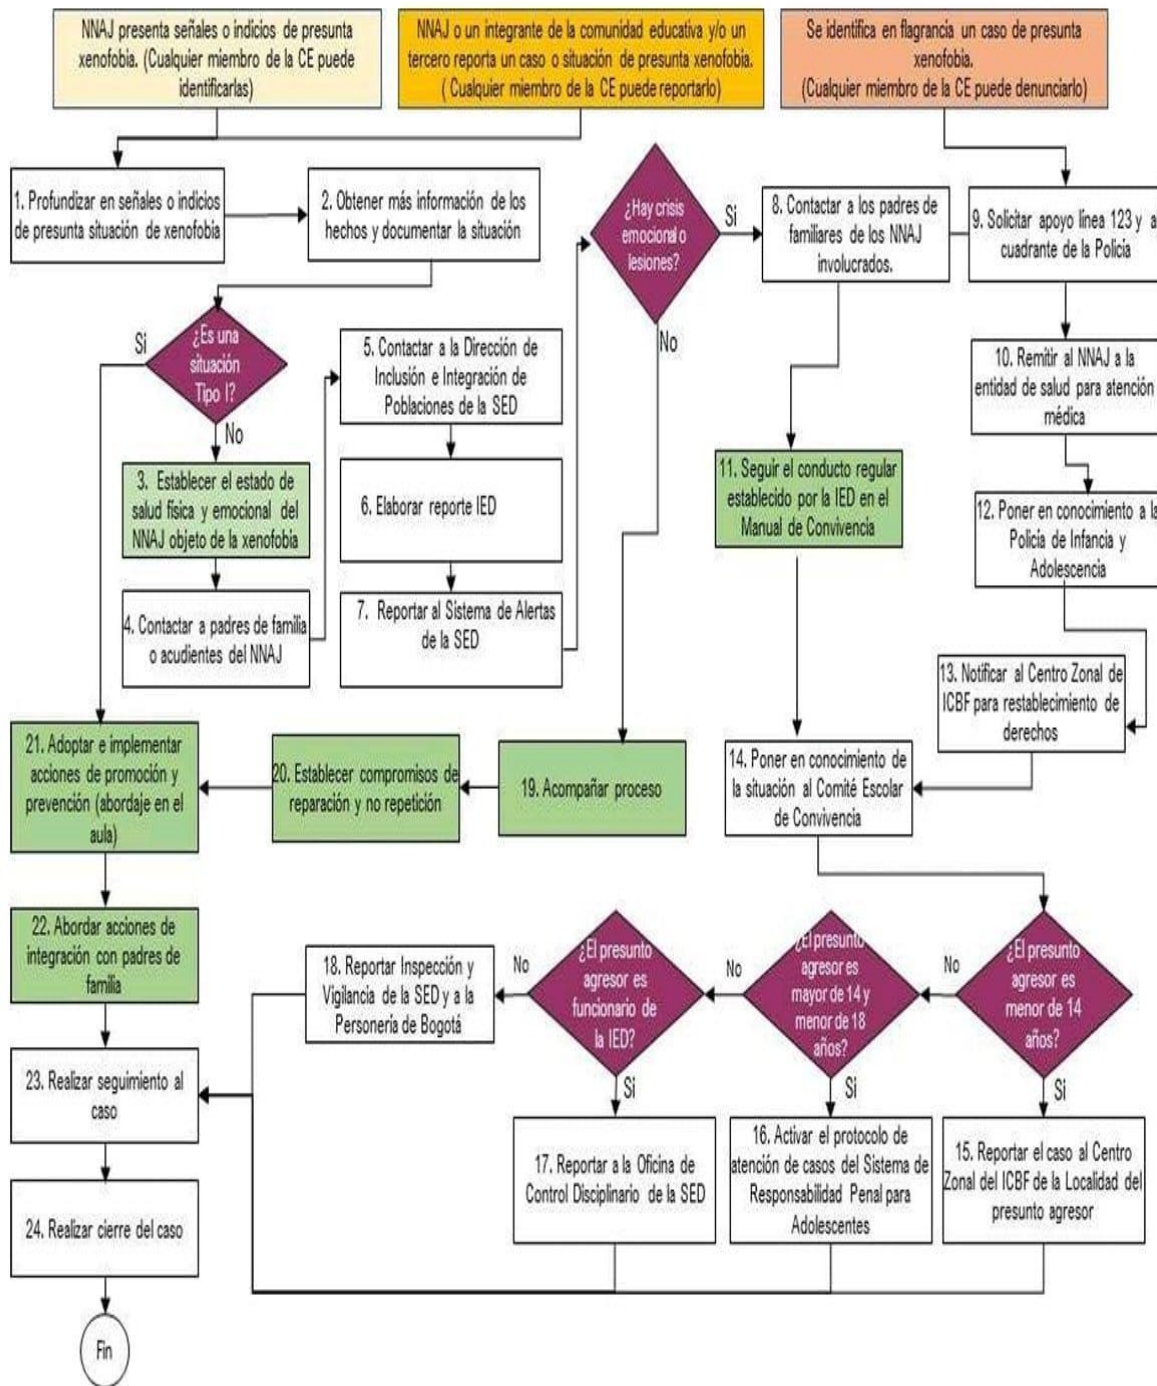 NNAJ presenta señales o indicios de presunta
xenofobia. (Cualquier miembro de la CE puede
identificarlas)
NNAJ o un integrante de la comunidad educativa y/o un
tercero reporta un caso o situación de presunta xenofobia.
( Cualquier miembro de la CE puede reportarlo)
Se identifica en flagrancia un caso de presunta
xenofobia.
(Cualquier miembro de la CE puede denunciarlo)
1. Profundizar en señales o indicios
de presunta situación de xenofobia
2. Obtener más información de los
hechos y documentar la situación
¿Es una
situación
Tipo I?
Si
No
3. Establecer el estado de
salud física y emocional del
NNAJ objeto de la xenofobia
4. Contactar a padres de familia
o acudientes del NNAJ
5. Contactar a la Dirección de
Inclusión e Integración de
Poblaciones de la SED
6. Elaborar reporte IED
7. Reportar al Sistema de Alertas
de la SED
¿Hay crisis
emocional o
lesiones?
Si
No
8. Contactar a los padres de
familiares de los NNAJ
involucrados.
9. Solicitar apoyo línea 123 y a
cuadrante de la Policía
10. Remitir al NNAJ a la
entidad de salud para atención
médica
11. Seguir el conducto regular
establecido por la IED en el
Manual de Convivencia
12. Poner en conocimiento a la
Policía de Infancia y
Adolescencia
13. Notificar al Centro Zonal de
ICBF para restablecimiento de
derechos
14. Poner en conocimiento de
la situación al Comité Escolar
de Convivencia
¿El presunto
agresor es
menor de 14
años?
No
Si
15. Reportar el caso al Centro
Zonal del ICBF de la Localidad del
presunto agresor
¿El presunto
agresor es
mayor de 14 y
menor de 18
años?
No
Si
16. Activar el protocolo de
atención de casos del Sistema de
Responsabilidad Penal para
Adolescentes
¿El presunto
agresor es
funcionario de
la IED?
No
Si
17. Reportar a la Oficina de
Control Disciplinario de la SED
18. Reportar Inspección y
Vigilancia de la SED y a la
Personería de Bogotá
19. Acompañar proceso
20. Establecer compromisos de
reparación y no repetición
21. Adoptar e implementar
acciones de promoción y
prevención (abordaje en el
aula)
22. Abordar acciones de
integración con padres de
familia
23. Realizar seguimiento al
caso
24. Realizar cierre del caso
Fin